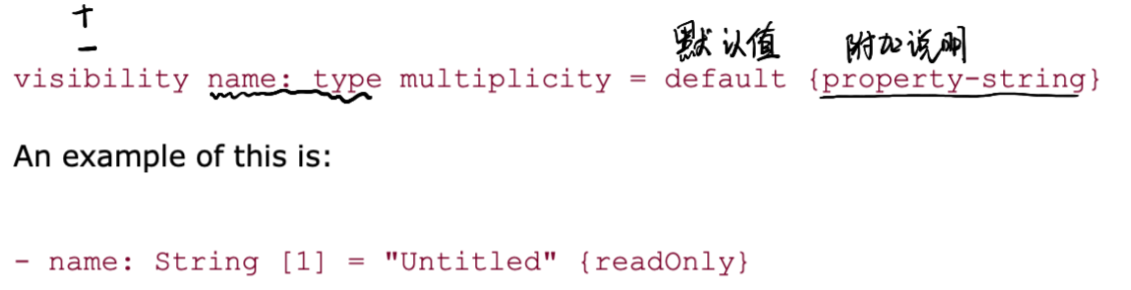 +
−
默认值 附加说明
visibility name: type multiplicity = default {property-string}
An example of this is:
- name: String [1] = "Untitled" {readOnly}